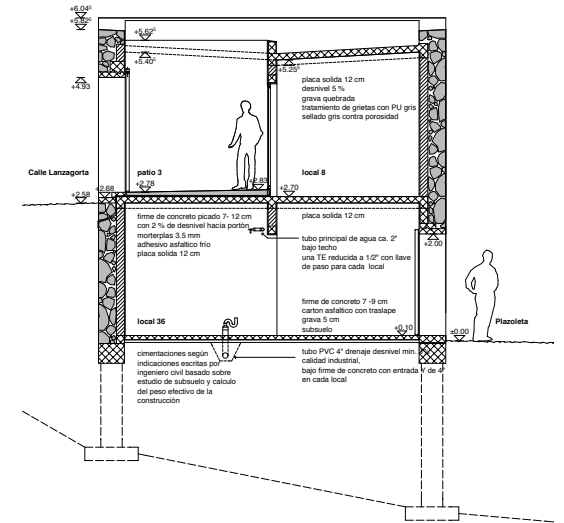 +6.04⁵
+5.82⁵
+5.62⁵
+5.40⁵
+5.25⁵
+4.93
placa solida 12 cm
desnivel 5 %
grava quebrada
tratamiento de grietas con PU gris
sellado gris contra porosidad
Calle Lanzagorta
patio 3
local 8
+2.68
+2.78
+2.83
+2.70
+2.58
firme de concreto picado 7- 12 cm
con 2 % de desnivel hacia portón
morterplas 3.5 mm
adhesivo asfaltico frío
placa solida 12 cm
placa solida 12 cm
tubo principal de agua ca. 2"
bajo techo
una TE reducida a 1/2" con llave
de paso para cada local
+2.00
firme de concreto 7 -9 cm
carton asfaltico con traslape
grava 5 cm
subsuelo
local 36
+0.10
±0.00
Plazoleta
cimentaciones según
indicaciones escritas por
ingeniero civil basado sobre
estudio de subsuelo y calculo
del peso efectivo de la
construcción
tubo PVC 4" drenaje desnivel min.
calidad industrial,
bajo firme de concreto con entrada Y de 4"
en cada local